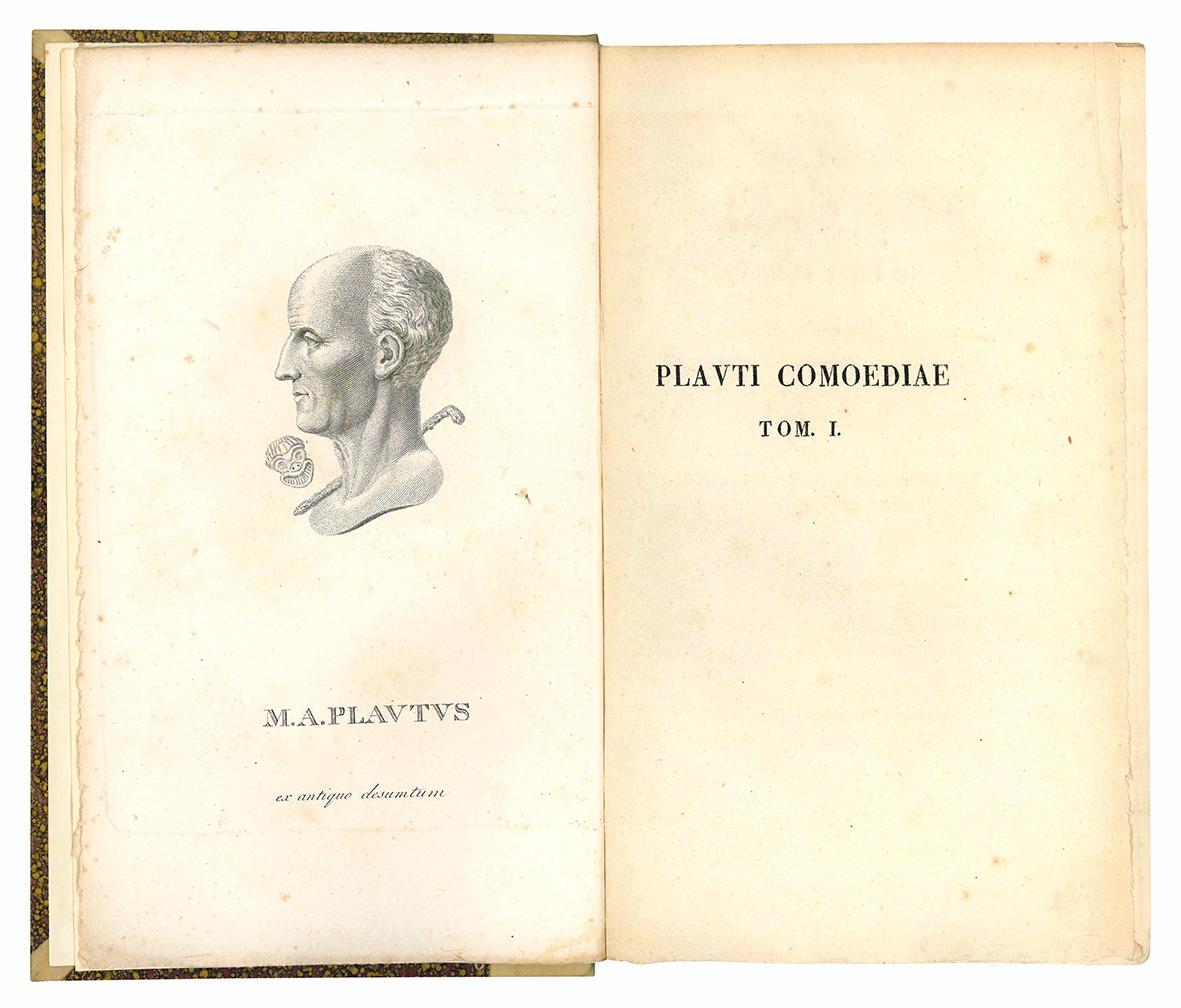 M.A.PLAVTVS
ex antiquo desumtum
PLAVTI COMOEDIAE
TOM. I.